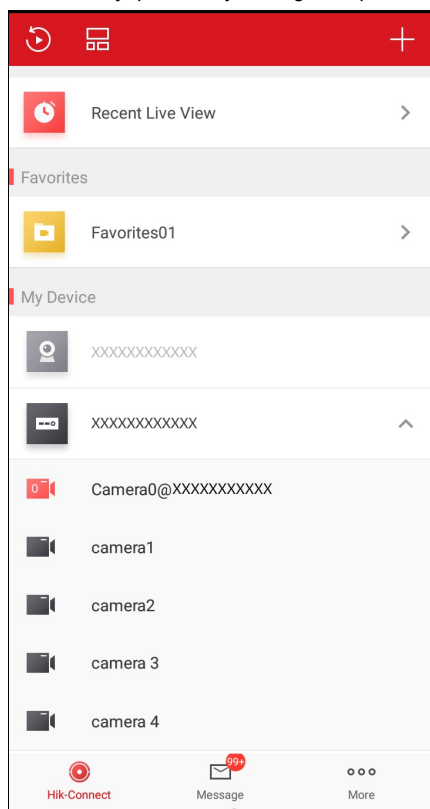 Recent Live View
Favorites
Favorites01
My Device
XXXXXXXXXXXX
XXXXXXXXXXXX
0
Camera0@XXXXXXXXXXX
camera1
camera2
camera 3
camera 4
99+
Hik-Connect
Message
More